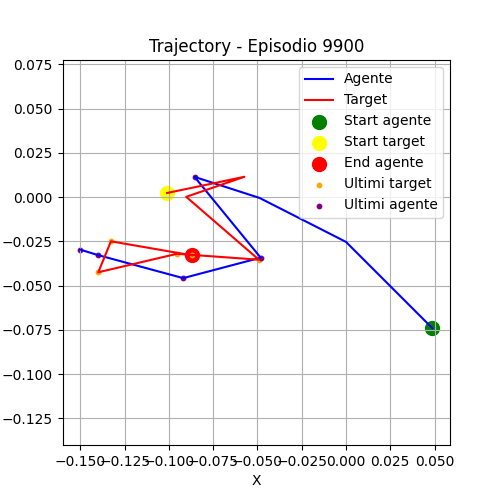 Trajectory - Episodio 9900
Agente
Target
Start agente
Start target
End agente
Ultimi target
Ultimi agente
0.075
0.050
0.025
0.000
−0.025
−0.050
−0.075
−0.100
−0.125
−0.150 −0.125 −0.100 −0.075 −0.050 −0.025 0.000 0.025 0.050
X